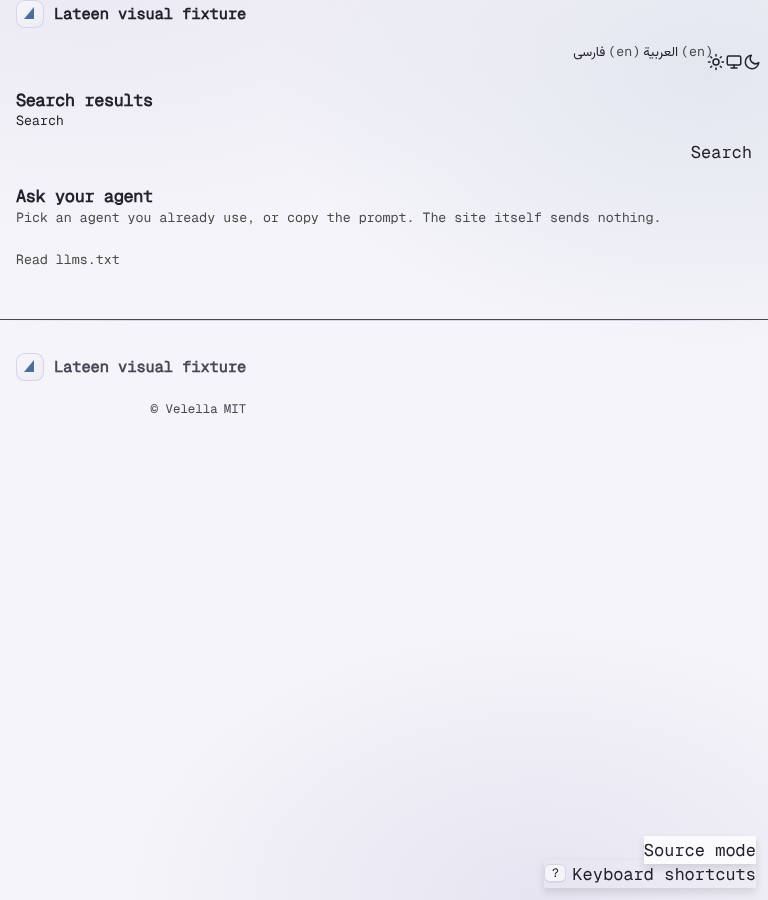 Lateen visual fixture
فارسی (en) العربية (en)
Search results
Search
Search
Ask your agent
Pick an agent you already use, or copy the prompt. The site itself sends nothing.
Read llms.txt
Lateen visual fixture
© Velella MIT
Source mode
? Keyboard shortcuts